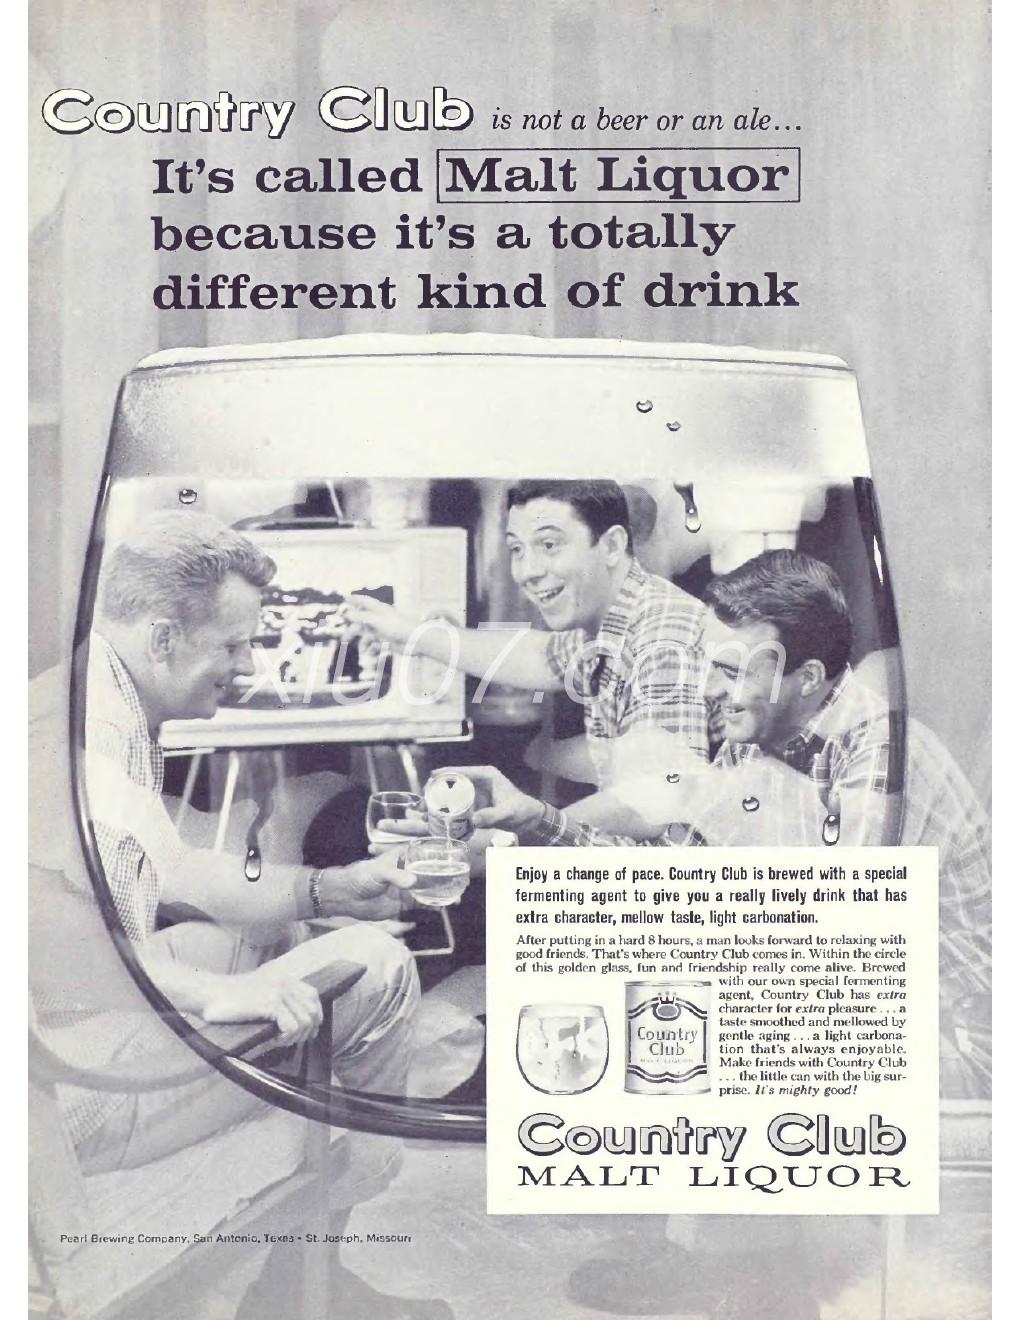 Country Club is not a beer or an ale...
It's called Malt Liquor
because it's a totally
different kind of drink
xiu07.com
Enjoy a change of pace. Country Club is brewed with a special
fermenting agent to give you a really lively drink that has
extra character, mellow taste, light carbonation.
After putting in a hard 8 hours, a man looks forward to relaxing with
good friends. That's where Country Club comes in. Within the circle
of this golden glass, fun and friendship really come alive. Brewed
with our own special fermenting
agent, Country Club has extra
character for extra pleasure . . . a
taste smoothed and mellowed by
gentle aging . . . a light carbona-
tion that's always enjoyable.
Make friends with Country Club
. . . the little can with the big sur-
prise. It's mighty good!
Country
Club
MALT LIQUOR
Country Club
MALT LIQUOR
Pearl Brewing Company, San Antonio, Texas • St. Joseph, Missouri